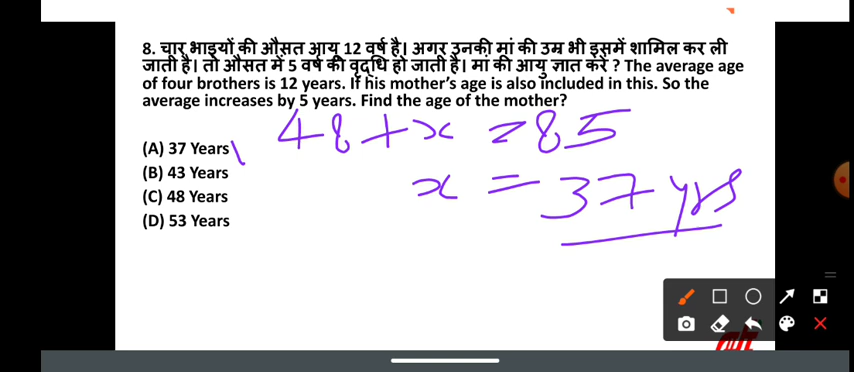 8. चार भाइयों की औसत आयु 12 वर्ष है। अगर उनकी मां की उम्र भी इसमें शामिल कर ली
जाती है। तो औसत में 5 वर्ष की वृद्धि हो जाती है। मां की आयु ज्ञात करें ? The average age
of four brothers is 12 years. If his mother's age is also included in this. So the
average increases by 5 years. Find the age of the mother?
48 + x = 85
(A) 37 Years
(B) 43 Years
x = 37 yrs
(C) 48 Years
(D) 53 Years